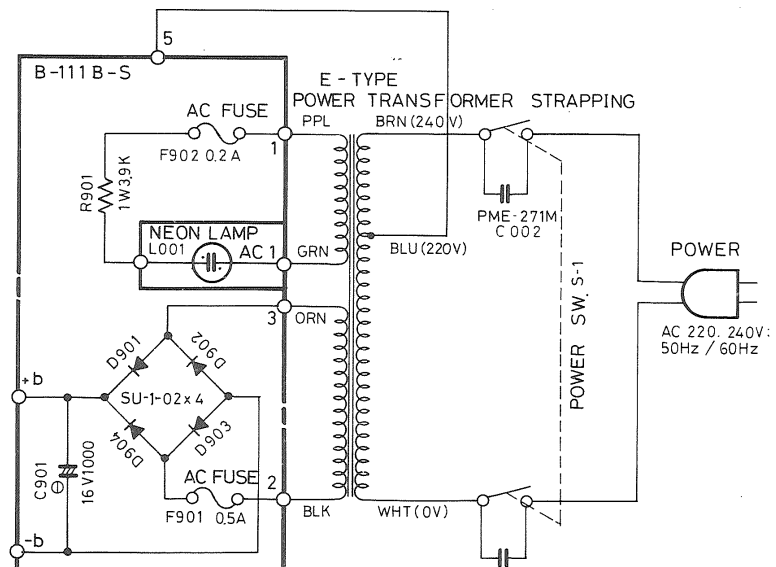 5
B-111B-S
E-TYPE
POWER TRANSFORMER STRAPPING
AC FUSE
PPL
BRN (240V)
1
F902 0.2A
R901
1W3,9K
PME-271M
C002
NEON LAMP
L001
AC 1
GRN
BLU (220V)
POWER
3
ORN
AC 220. 240V:
50Hz / 60Hz
D901
D902
POWER SW. S-1
+b
SU-1-02×4
D904
D903
C901
16V1000
AC FUSE
2
F901 0.5A
BLK
WHT (0V)
-b